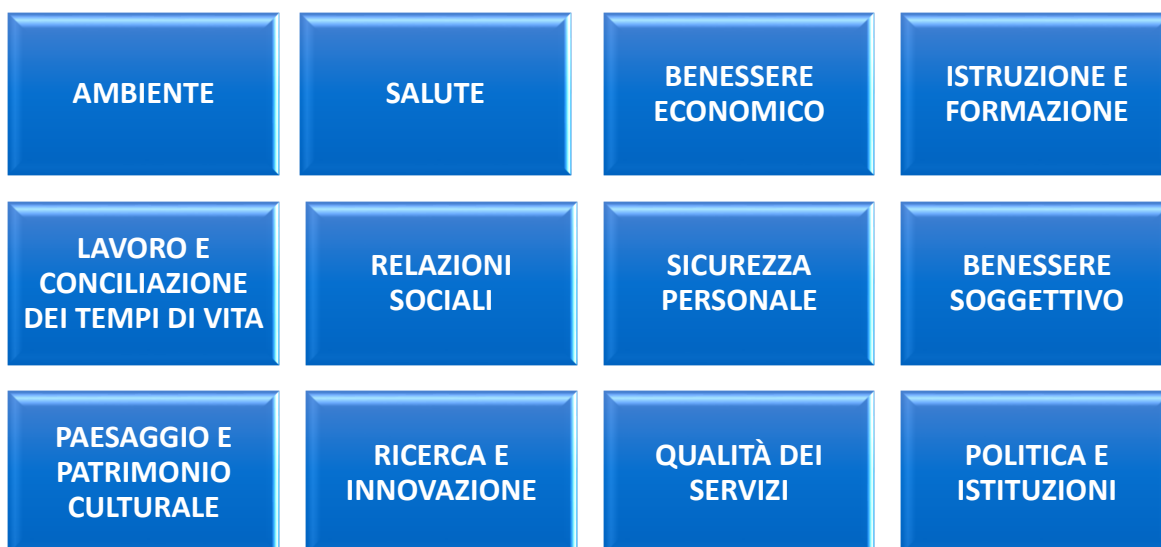 AMBIENTE
SALUTE
BENESSERE
ECONOMICO
ISTRUZIONE E
FORMAZIONE
LAVORO E
CONCILIAZIONE
DEI TEMPI DI VITA
RELAZIONI
SOCIALI
SICUREZZA
PERSONALE
BENESSERE
SOGGETTIVO
PAESAGGIO E
PATRIMONIO
CULTURALE
RICERCA E
INNOVAZIONE
QUALITÀ DEI
SERVIZI
POLITICA E
ISTITUZIONI